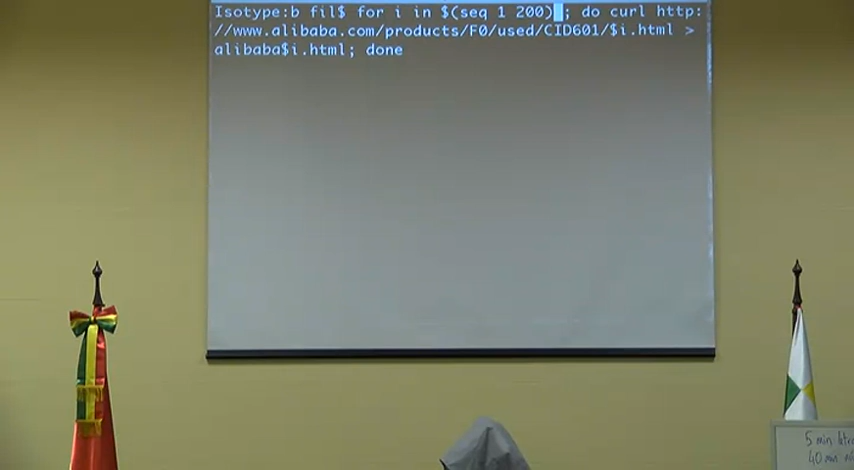 Isotype:b fil$ for i in $(seq 1 200); do curl http:
//www.alibaba.com/products/F0/used/CID601/$i.html >
alibaba$i.html; done
5 min
40 min